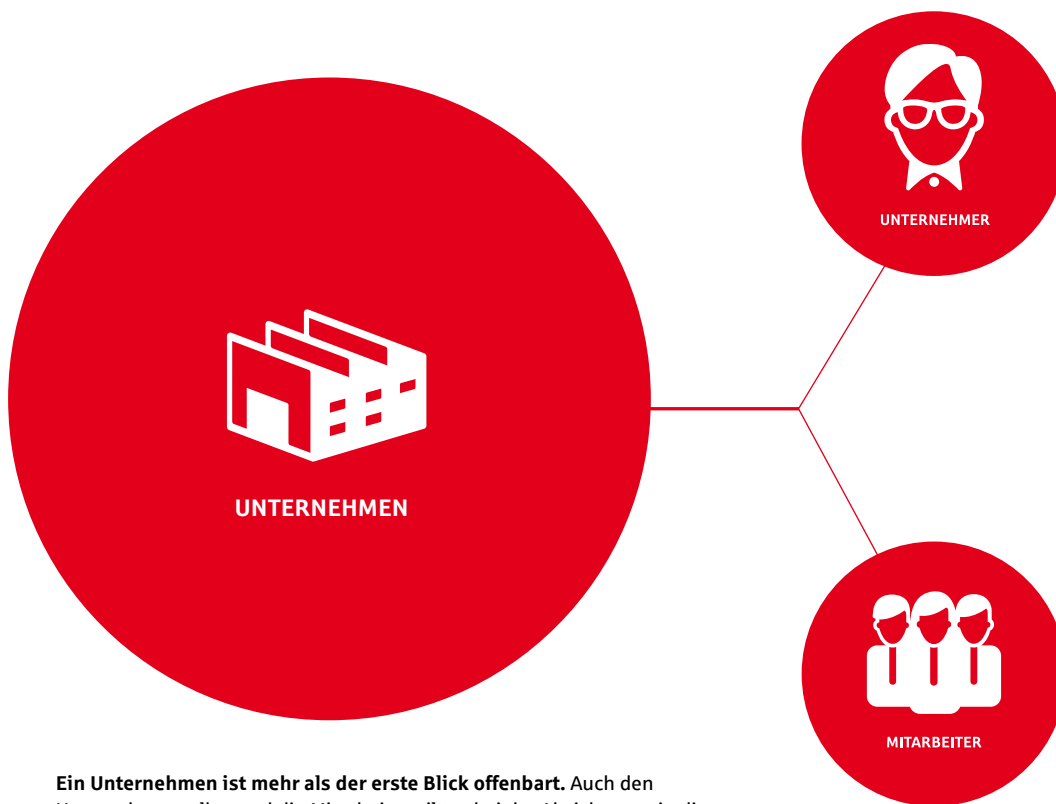 UNTERNEHMER
UNTERNEHMEN
MITARBEITER
Ein Unternehmen ist mehr als der erste Blick offenbart. Auch den